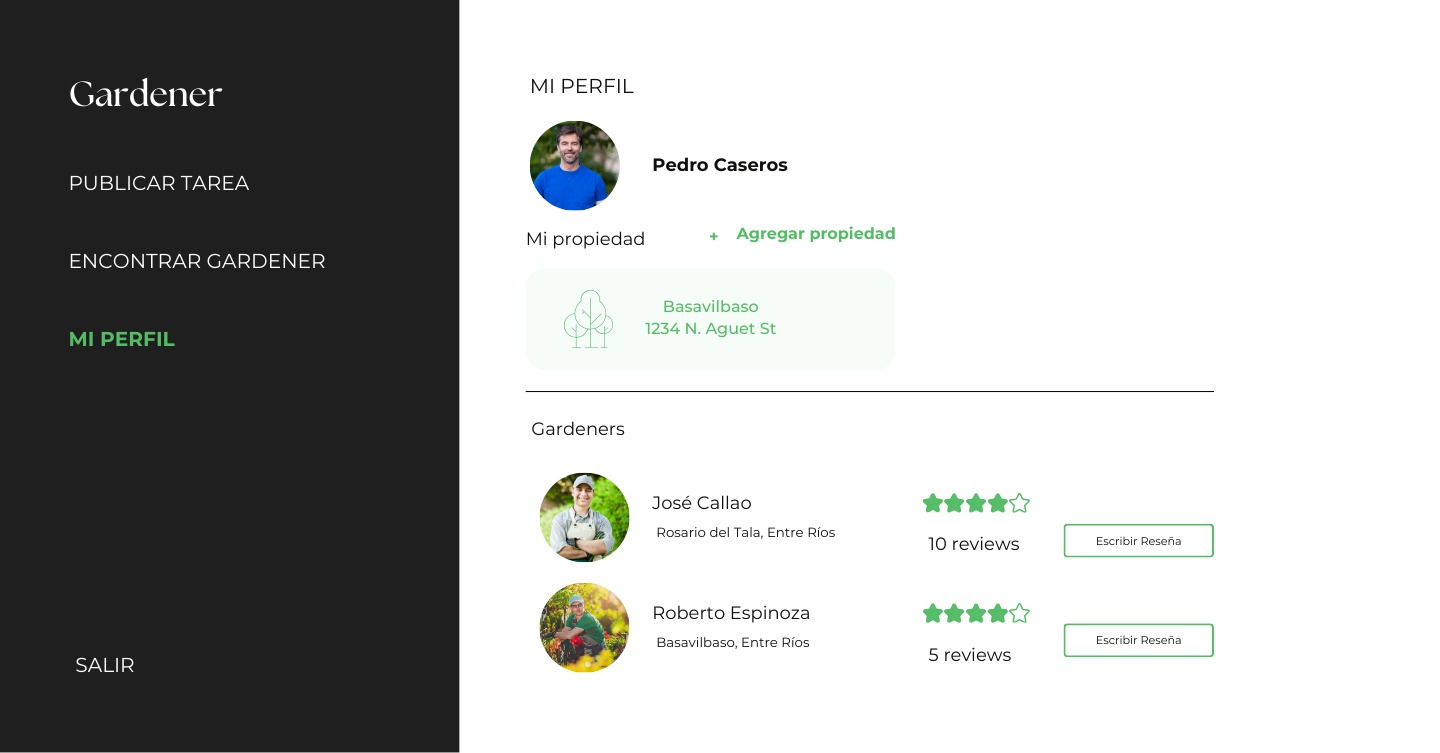 Gardener
PUBLICAR TAREA
ENCONTRAR GARDENER
MI PERFIL
SALIR
MI PERFIL
Pedro Caseros
Mi propiedad
+ Agregar propiedad
Basavilbaso
1234 N. Aguet St
Gardeners
José Callao
Rosario del Tala, Entre Ríos
10 reviews
Escribir Reseña
Roberto Espinoza
Basavilbaso, Entre Ríos
5 reviews
Escribir Reseña